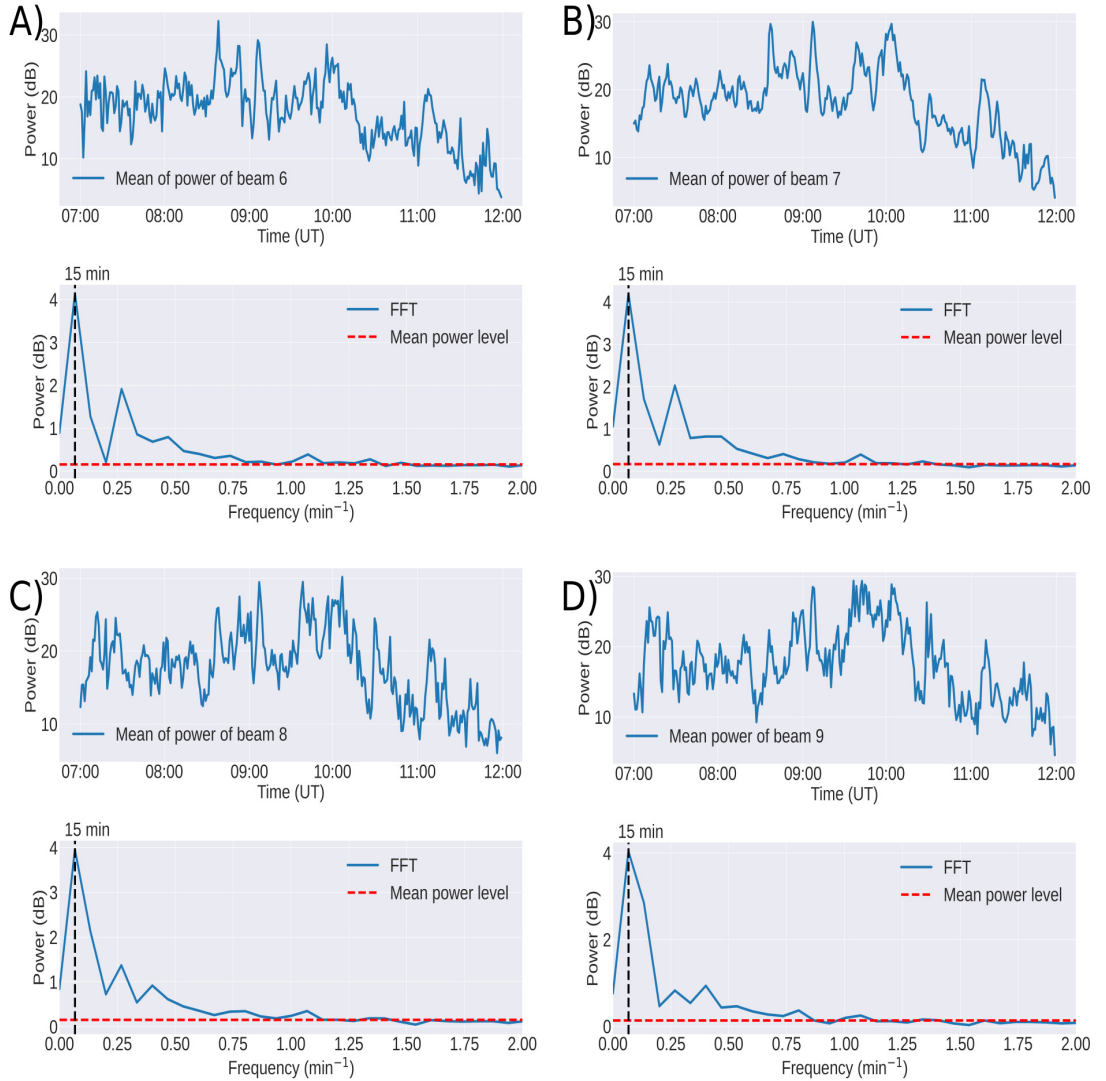 A)
30
20
10
Power (dB)
Mean of power of beam 6
07:00 08:00 09:00 10:00 11:00 12:00
Time (UT)
B)
30
20
10
Power (dB)
Mean of power of beam 7
07:00 08:00 09:00 10:00 11:00 12:00
Time (UT)
15 min
4
3
2
1
0
Power (dB)
FFT
Mean power level
0.00 0.25 0.50 0.75 1.00 1.25 1.50 1.75 2.00
Frequency (min⁻¹)
15 min
4
3
2
1
0
Power (dB)
FFT
Mean power level
0.00 0.25 0.50 0.75 1.00 1.25 1.50 1.75 2.00
Frequency (min⁻¹)
C)
30
20
10
Power (dB)
Mean of power of beam 8
07:00 08:00 09:00 10:00 11:00 12:00
Time (UT)
D)
30
20
10
Power (dB)
Mean power of beam 9
07:00 08:00 09:00 10:00 11:00 12:00
Time (UT)
15 min
4
3
2
1
0
Power (dB)
FFT
Mean power level
0.00 0.25 0.50 0.75 1.00 1.25 1.50 1.75 2.00
Frequency (min⁻¹)
15 min
4
2
0
Power (dB)
FFT
Mean power level
0.00 0.25 0.50 0.75 1.00 1.25 1.50 1.75 2.00
Frequency (min⁻¹)